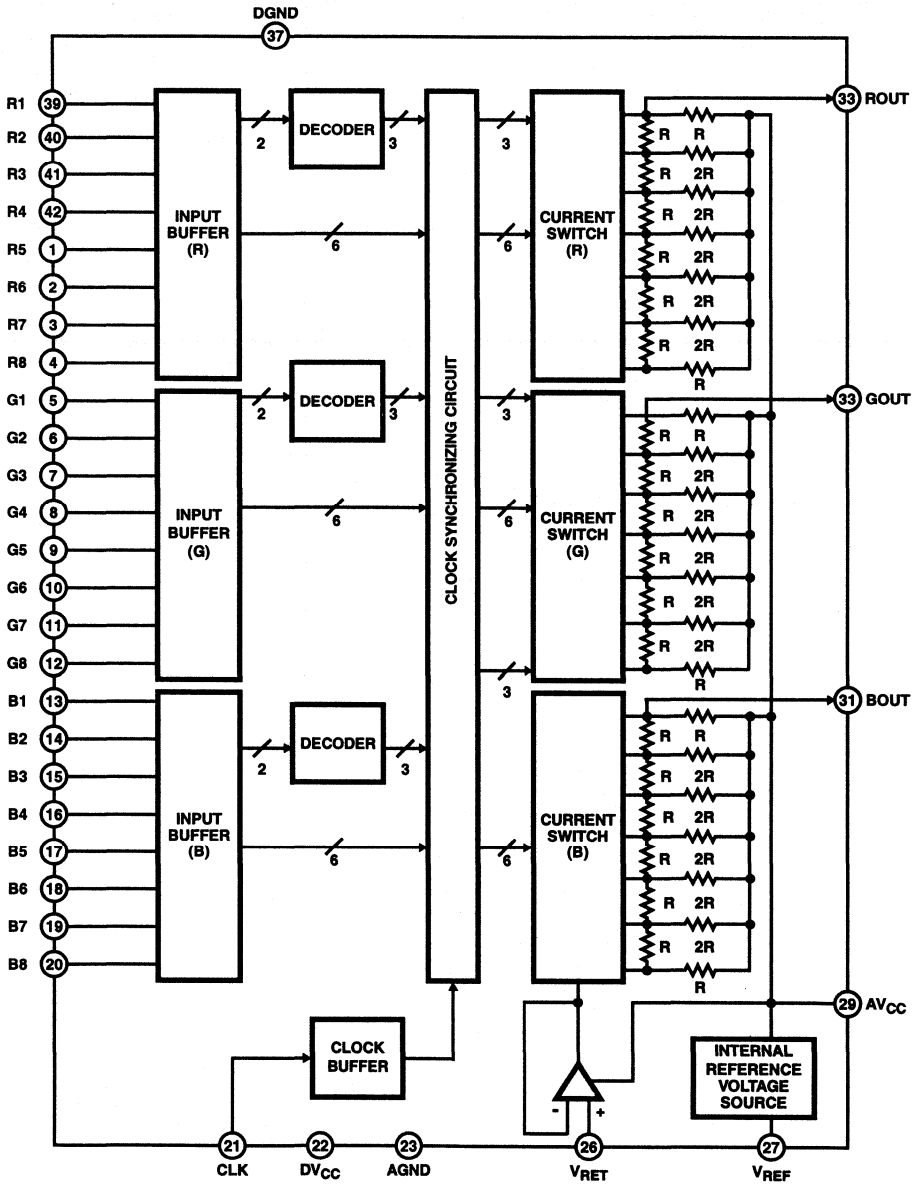 DGND
37
R1 39
R2 40
R3 41
R4 42
R5 1
R6 2
R7 3
R8 4
G1 5
G2 6
G3 7
G4 8
G5 9
G6 10
G7 11
G8 12
B1 13
B2 14
B3 15
B4 16
B5 17
B6 18
B7 19
B8 20
INPUT
BUFFER
(R)
2
DECODER
3
6
INPUT
BUFFER
(G)
2
DECODER
3
6
INPUT
BUFFER
(B)
2
DECODER
3
6
CLOCK SYNCHRONIZING CIRCUIT
3
6
3
6
3
6
CURRENT
SWITCH
(R)
R R
R 2R
R 2R
R 2R
R 2R
R 2R
R
33 ROUT
CURRENT
SWITCH
(G)
R R
R 2R
R 2R
R 2R
R 2R
R 2R
R
33 GOUT
CURRENT
SWITCH
(B)
R R
R 2R
R 2R
R 2R
R 2R
R 2R
R
31 BOUT
29 AVCC
CLOCK
BUFFER
- +
INTERNAL
REFERENCE
VOLTAGE
SOURCE
21
CLK
22
DVCC
23
AGND
26
VRET
27
VREF